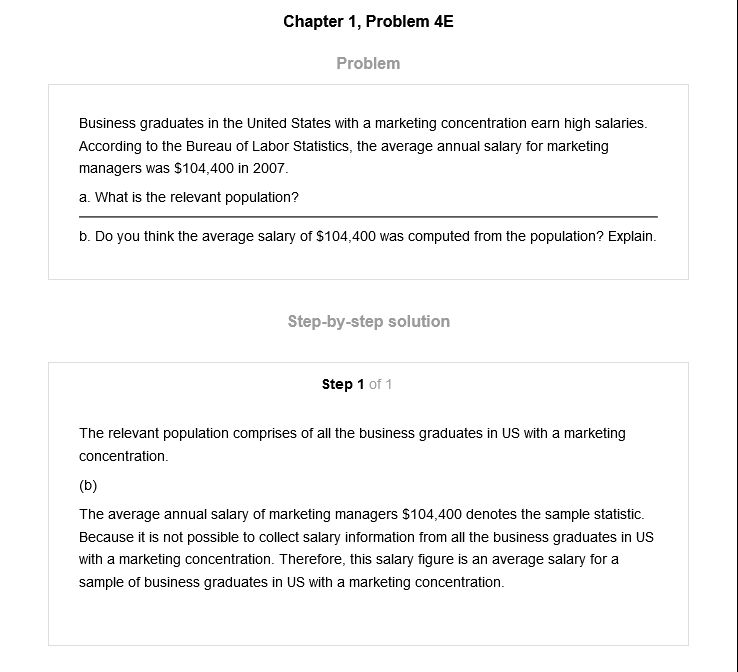 Chapter 1, Problem 4E
Problem
Business graduates in the United States with a marketing concentration earn high salaries.
According to the Bureau of Labor Statistics, the average annual salary for marketing
managers was $104,400 in 2007.
a. What is the relevant population?
b. Do you think the average salary of $104,400 was computed from the population? Explain.
Step-by-step solution
Step 1 of 1
The relevant population comprises of all the business graduates in US with a marketing
concentration.
(b)
The average annual salary of marketing managers $104,400 denotes the sample statistic.
Because it is not possible to collect salary information from all the business graduates in US
with a marketing concentration. Therefore, this salary figure is an average salary for a
sample of business graduates in US with a marketing concentration.